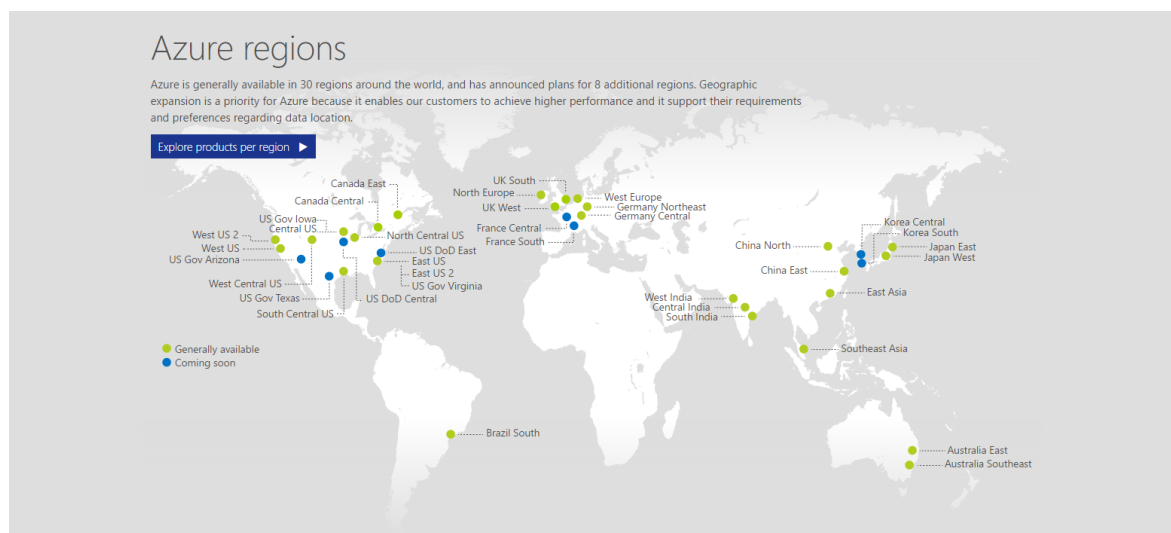 Azure regions
Azure is generally available in 30 regions around the world, and has announced plans for 8 additional regions. Geographic
expansion is a priority for Azure because it enables our customers to achieve higher performance and it support their requirements
and preferences regarding data location.
Explore products per region
Canada East
Canada Central
US Gov Iowa
Central US
West US 2
West US
US Gov Arizona
North Central US
US DoD East
East US
East US 2
US Gov Virginia
West Central US
US Gov Texas
US DoD Central
South Central US
Generally available
Coming soon
Brazil South
UK South
North Europe
UK West
West Europe
Germany Northeast
Germany Central
France Central
France South
Korea Central
Korea South
China North
Japan East
Japan West
China East
East Asia
West India
Central India
South India
Southeast Asia
Australia East
Australia Southeast